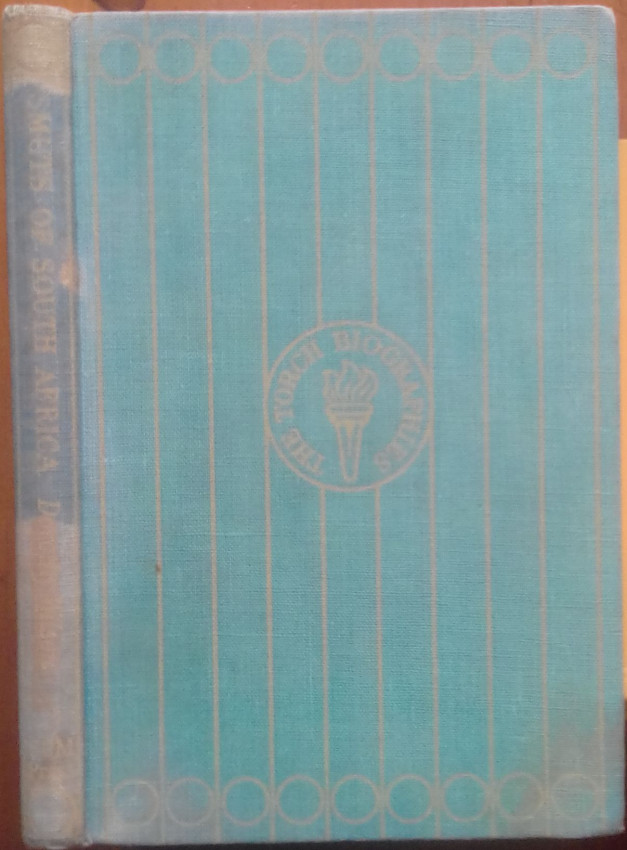 SMUTS OF SOUTH AFRICA
THE TORCH BIOGRAPHIES